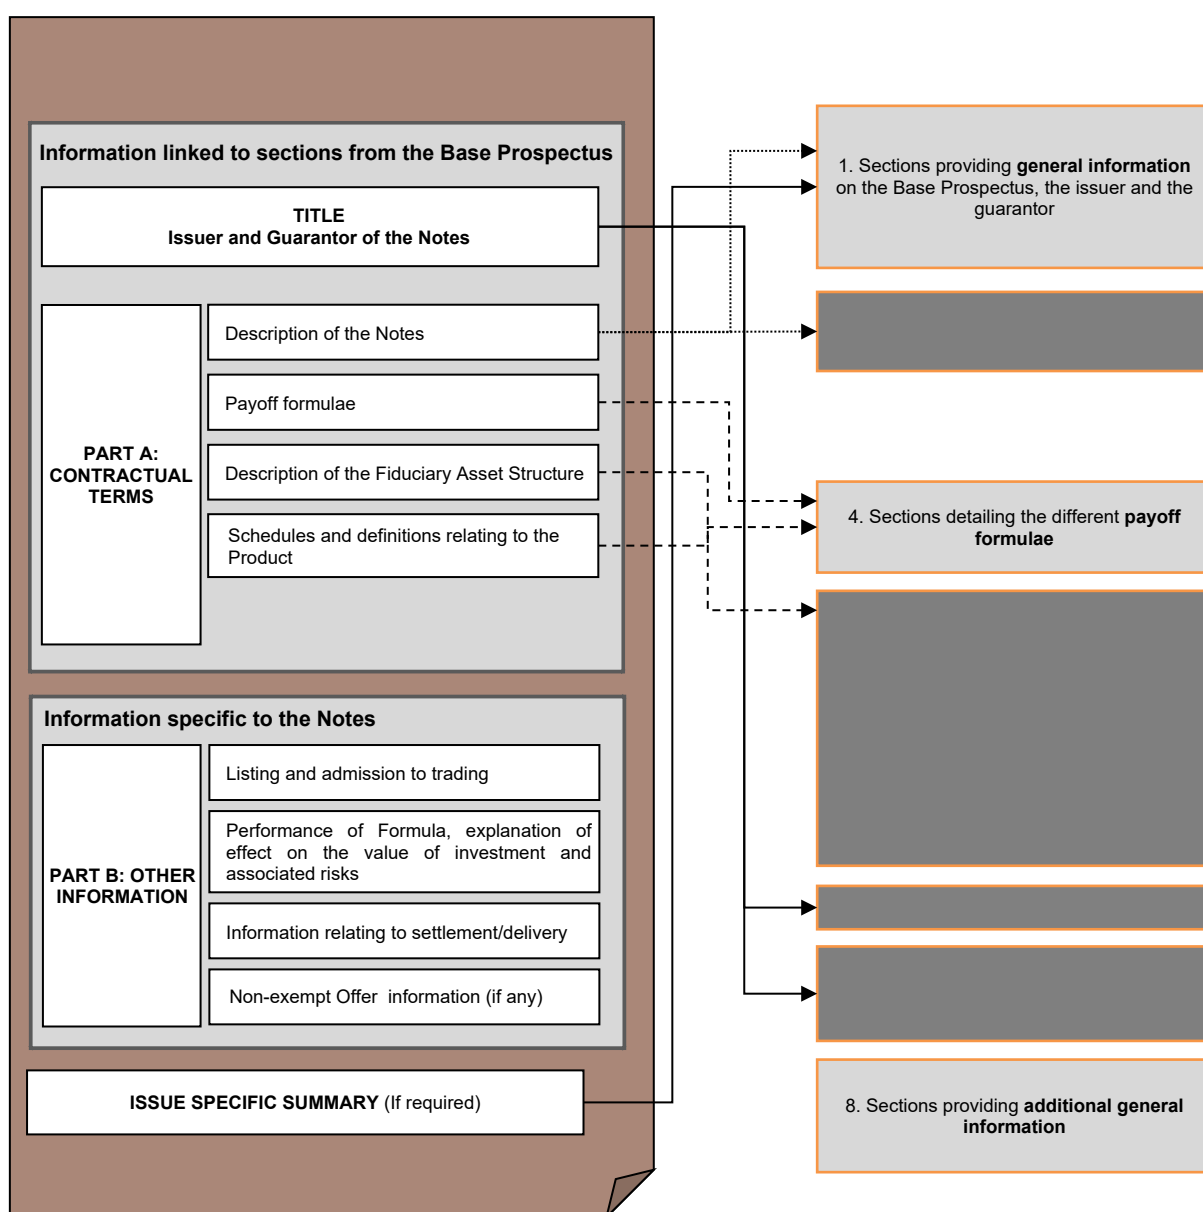 Information linked to sections from the Base Prospectus
TITLE
Issuer and Guarantor of the Notes
PART A:
CONTRACTUAL
TERMS
Description of the Notes
Payoff formulae
Description of the Fiduciary Asset Structure
Schedules and definitions relating to the
Product
Information specific to the Notes
PART B: OTHER
INFORMATION
Listing and admission to trading
Performance of Formula, explanation of
effect on the value of investment and
associated risks
Information relating to settlement/delivery
Non-exempt Offer information (if any)
ISSUE SPECIFIC SUMMARY (If required)
1. Sections providing general information
on the Base Prospectus, the issuer and the
guarantor
4. Sections detailing the different payoff
formulae
8. Sections providing additional general
information